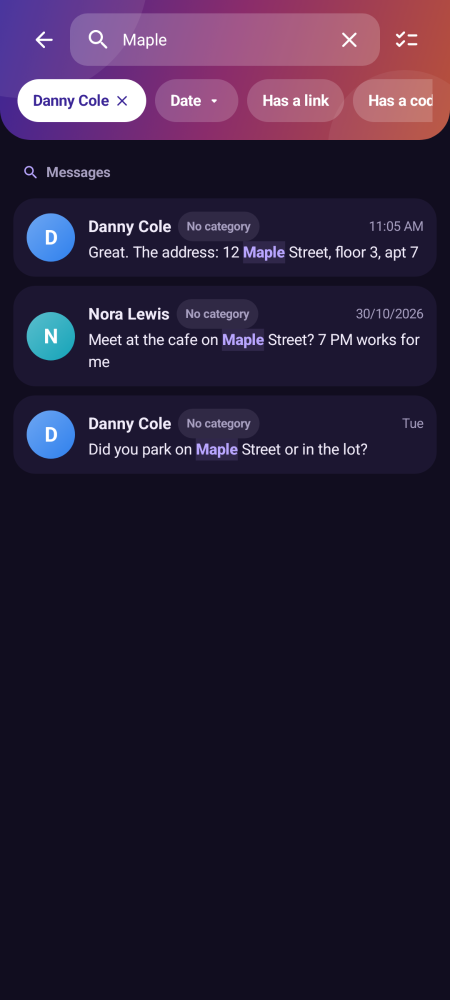 Maple
Danny Cole
Date
Has a link
Has a cod
Messages
D
Danny Cole No category 11:05 AM
Great. The address: 12 Maple Street, floor 3, apt 7
N
Nora Lewis No category 30/10/2026
Meet at the cafe on Maple Street? 7 PM works for
me
D
Danny Cole No category Tue
Did you park on Maple Street or in the lot?